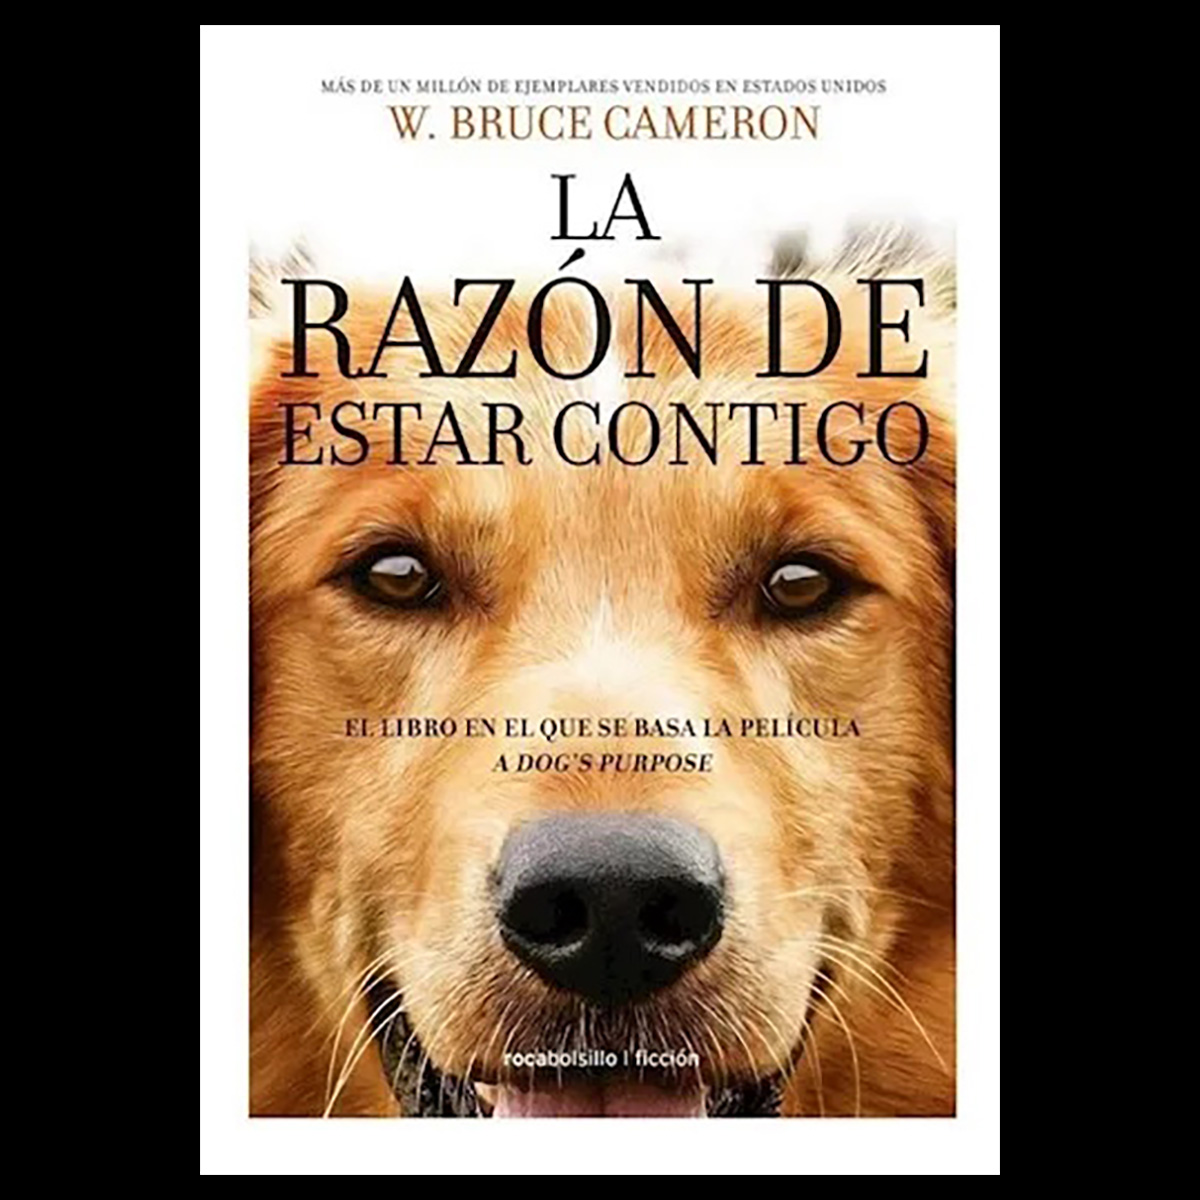 MÁS DE UN MILLÓN DE EJEMPLARES VENDIDOS EN ESTADOS UNIDOS
W. BRUCE CAMERON
LA
RAZÓN DE
ESTAR CONTIGO
EL LIBRO EN EL QUE SE BASA LA PELÍCULA
A DOG'S PURPOSE
rocabolsillo | ficción